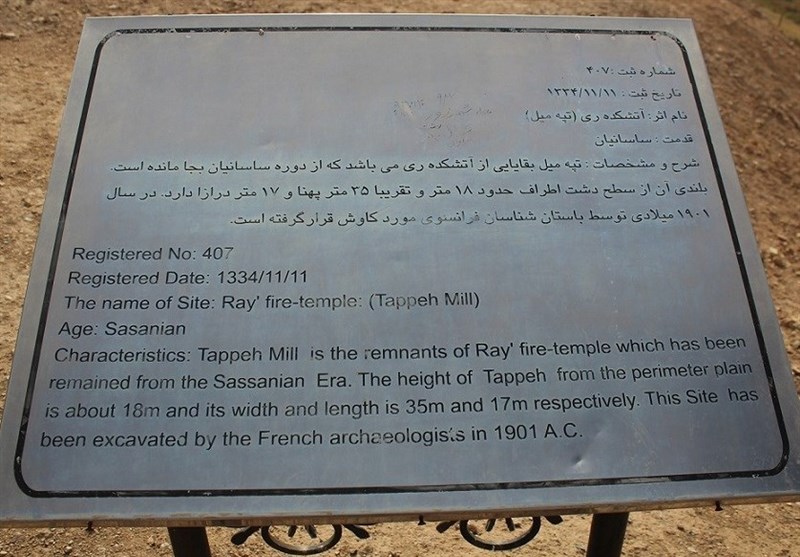 شماره ثبت :۴۰۷
تاریخ ثبت : ۱۳۳۴/۱۱/۱۱
نام اثر: آتشکده ری (تپه میل)
قدمت : ساسانیان
شرح و مشخصات : تپه میل بقایایی از آتشکده ری می باشد که از دوره ساسانیان بجا مانده است.
بلندی آن از سطح دشت اطراف حدود ۱۸ متر و تقریبا ۳۵ متر پهنا و ۱۷ متر درازا دارد. در سال
۱۹۰۱ میلادی توسط باستان شناسان فرانسوی مورد کاوش قرارگرفته است.
Registered No: 407
Registered Date: 1334/11/11
The name of Site: Ray' fire-temple: (Tappeh Mill)
Age: Sasanian
Characteristics: Tappeh Mill is the remnants of Ray' fire-temple which has been
remained from the Sassanian Era. The height of Tappeh from the perimeter plain
is about 18m and its width and length is 35m and 17m respectively. This Site has
been excavated by the French archaeologists in 1901 A.C.